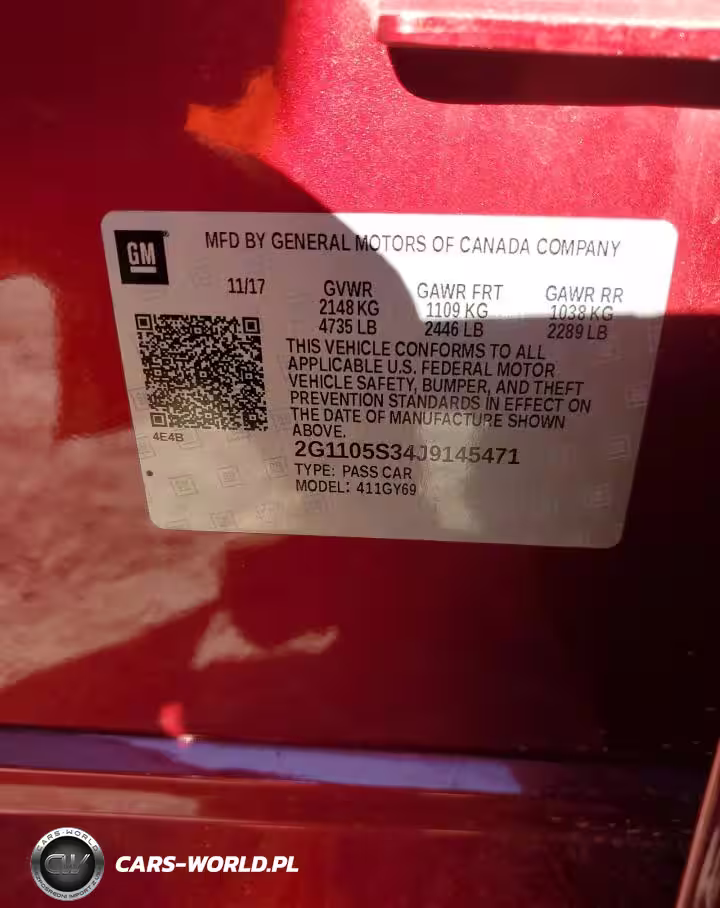 GM
MFD BY GENERAL MOTORS OF CANADA COMPANY
11/17 GVWR GAWR FRT GAWR RR
2148 KG 1109 KG 1038 KG
4735 LB 2446 LB 2289 LB
THIS VEHICLE CONFORMS TO ALL
APPLICABLE U.S. FEDERAL MOTOR
VEHICLE SAFETY, BUMPER, AND THEFT
PREVENTION STANDARDS IN EFFECT ON
THE DATE OF MANUFACTURE SHOWN
ABOVE.
4E4B
2G1105S34J9145471
TYPE: PASS CAR
MODEL: 411GY69
CARS-WORLD
CW
CARS-WORLD.PL